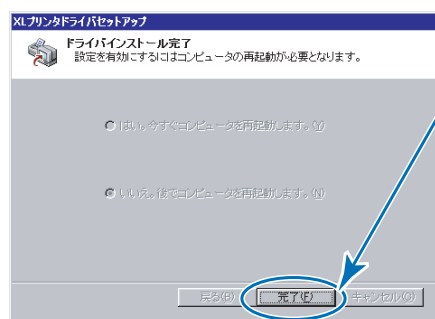 XLプリンタドライバセットアップ
ドライバインストール完了
設定を有効にするにはコンピュータの再起動が必要となります。
はい。今すぐコンピュータを再起動します。(Y)
いいえ。後でコンピュータを再起動します。(N)
戻る(B) 完了(F) キャンセル(C)